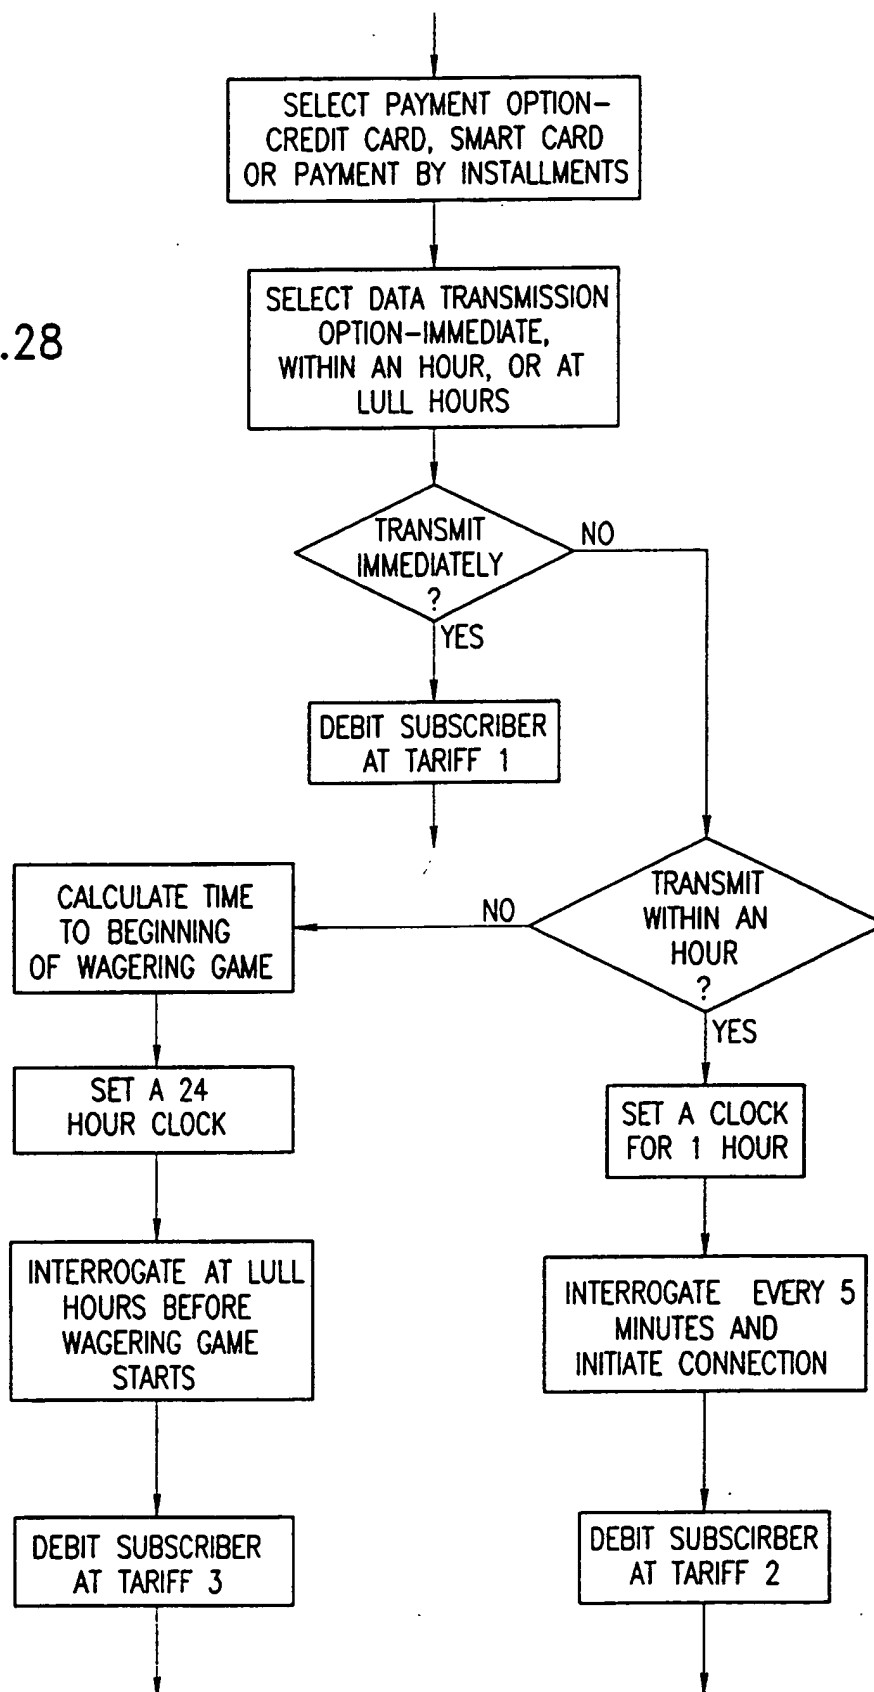 SELECT PAYMENT OPTION-
CREDIT CARD, SMART CARD
OR PAYMENT BY INSTALLMENTS
SELECT DATA TRANSMISSION
OPTION-IMMEDIATE,
WITHIN AN HOUR, OR AT
LULL HOURS
.28
TRANSMIT
IMMEDIATELY
?
NO
YES
DEBIT SUBSCRIBER
AT TARIFF 1
TRANSMIT
WITHIN AN
HOUR
?
NO
YES
CALCULATE TIME
TO BEGINNING
OF WAGERING GAME
SET A 24
HOUR CLOCK
SET A CLOCK
FOR 1 HOUR
INTERROGATE AT LULL
HOURS BEFORE
WAGERING GAME
STARTS
INTERROGATE EVERY 5
MINUTES AND
INITIATE CONNECTION
DEBIT SUBSCRIBER
AT TARIFF 3
DEBIT SUBSCIRBER
AT TARIFF 2